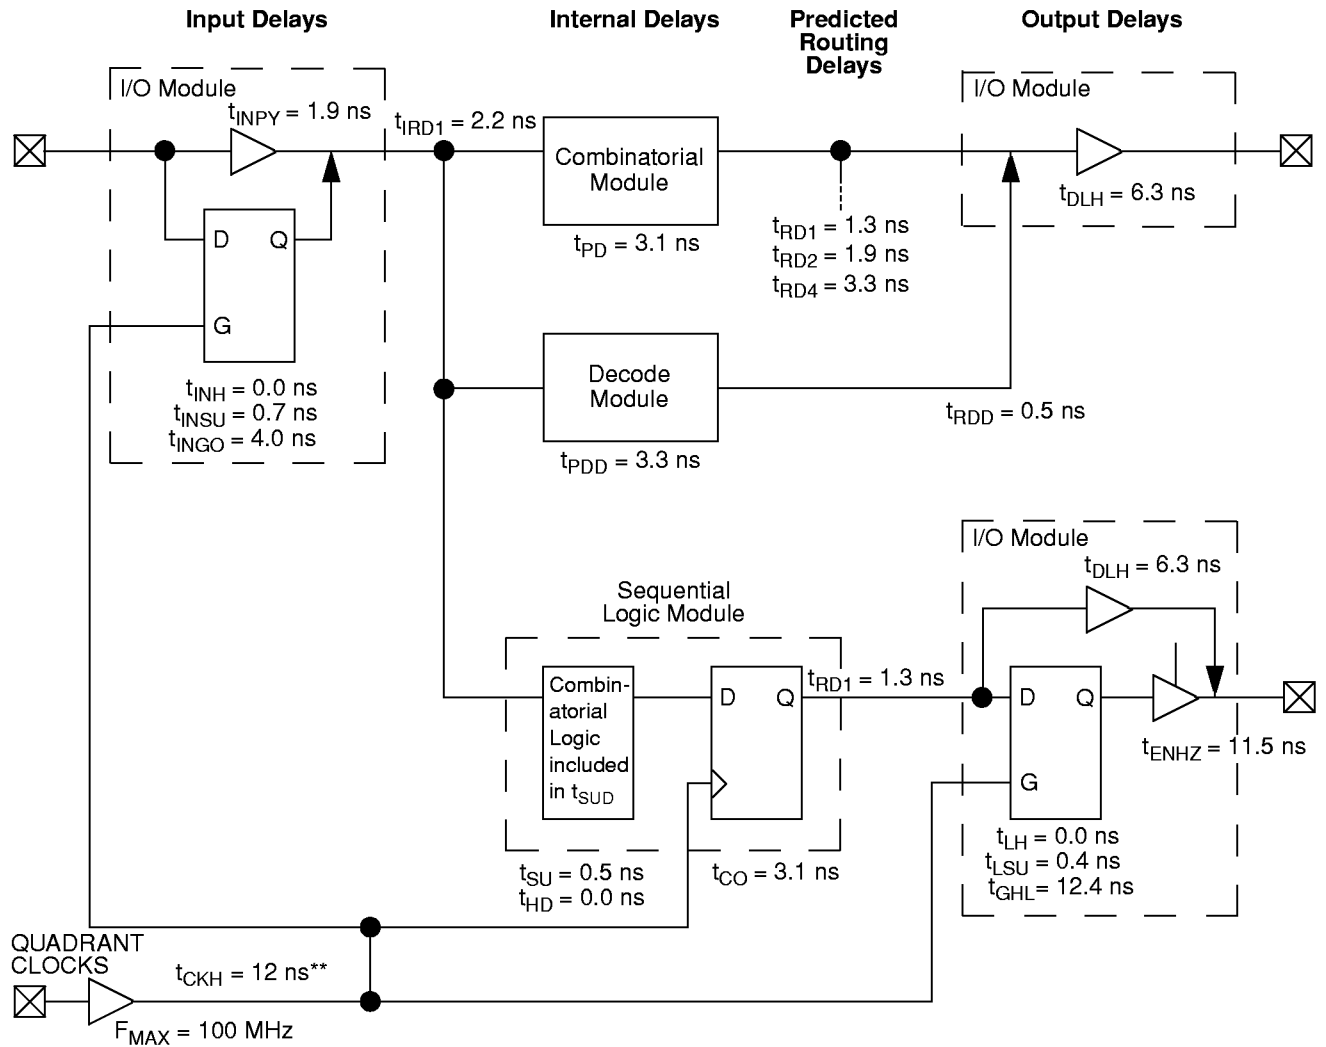 Input Delays
Internal Delays
Predicted
Routing
Delays
Output Delays
I/O Module
tINPY = 1.9 ns
D
Q
G
tINH = 0.0 ns
tINSU = 0.7 ns
tINGO = 4.0 ns
tIRD1 = 2.2 ns
Combinatorial
Module
tPD = 3.1 ns
tRD1 = 1.3 ns
tRD2 = 1.9 ns
tRD4 = 3.3 ns
I/O Module
tDLH = 6.3 ns
Decode
Module
tPDD = 3.3 ns
tRDD = 0.5 ns
Sequential
Logic Module
Combin-
atorial
Logic
included
in tSUD
D
Q
tSU = 0.5 ns
tHD = 0.0 ns
tCO = 3.1 ns
tRD1 = 1.3 ns
I/O Module
tDLH = 6.3 ns
D
Q
G
tENHZ = 11.5 ns
tLH = 0.0 ns
tLSU = 0.4 ns
tGHL= 12.4 ns
QUADRANT
CLOCKS
tCKH = 12 ns**
FMAX = 100 MHz